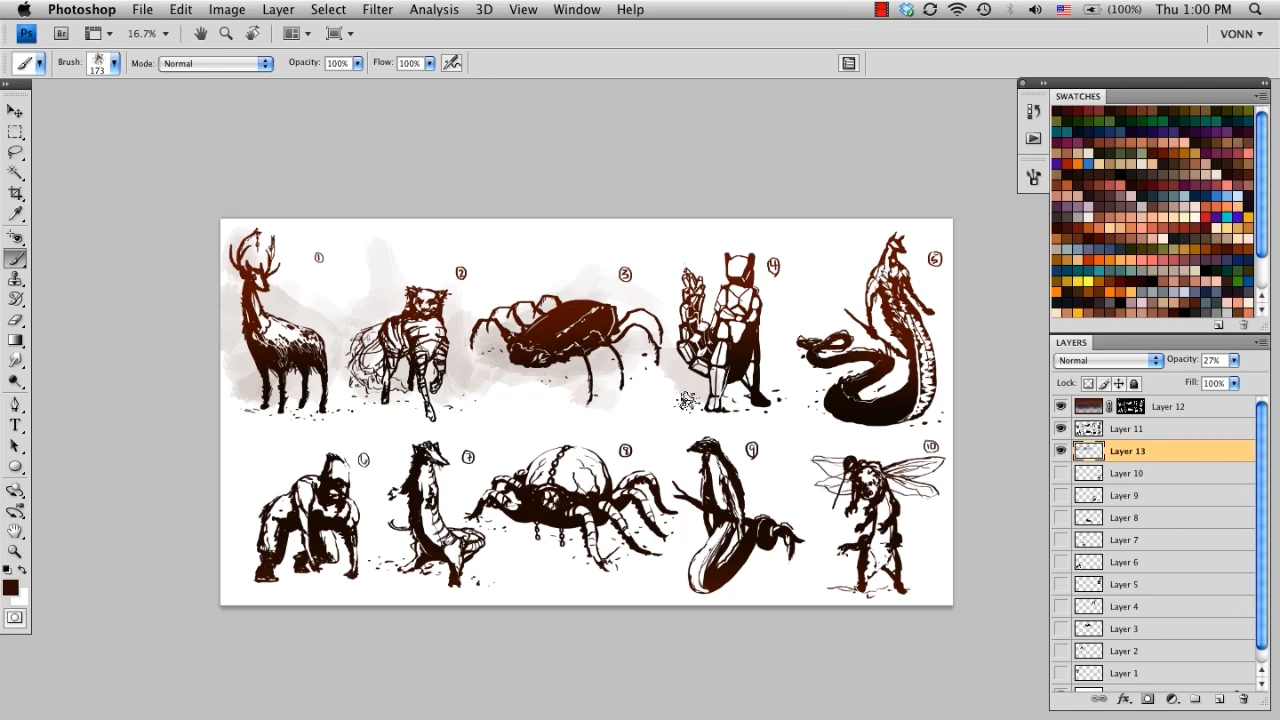 Photoshop File Edit Image Layer Select Filter Analysis 3D View Window Help (100%) Thu 1:00 PM
Ps Br 16.7% VONN
Brush: 173 Mode: Normal Opacity: 100% Flow: 100%
SWATCHES
1 2 3 4 5
6 7 8 9 10
LAYERS
Normal Opacity: 27%
Lock: Fill: 100%
Layer 12
Layer 11
Layer 13
Layer 10
Layer 9
Layer 8
Layer 7
Layer 6
Layer 5
Layer 4
Layer 3
Layer 2
Layer 1